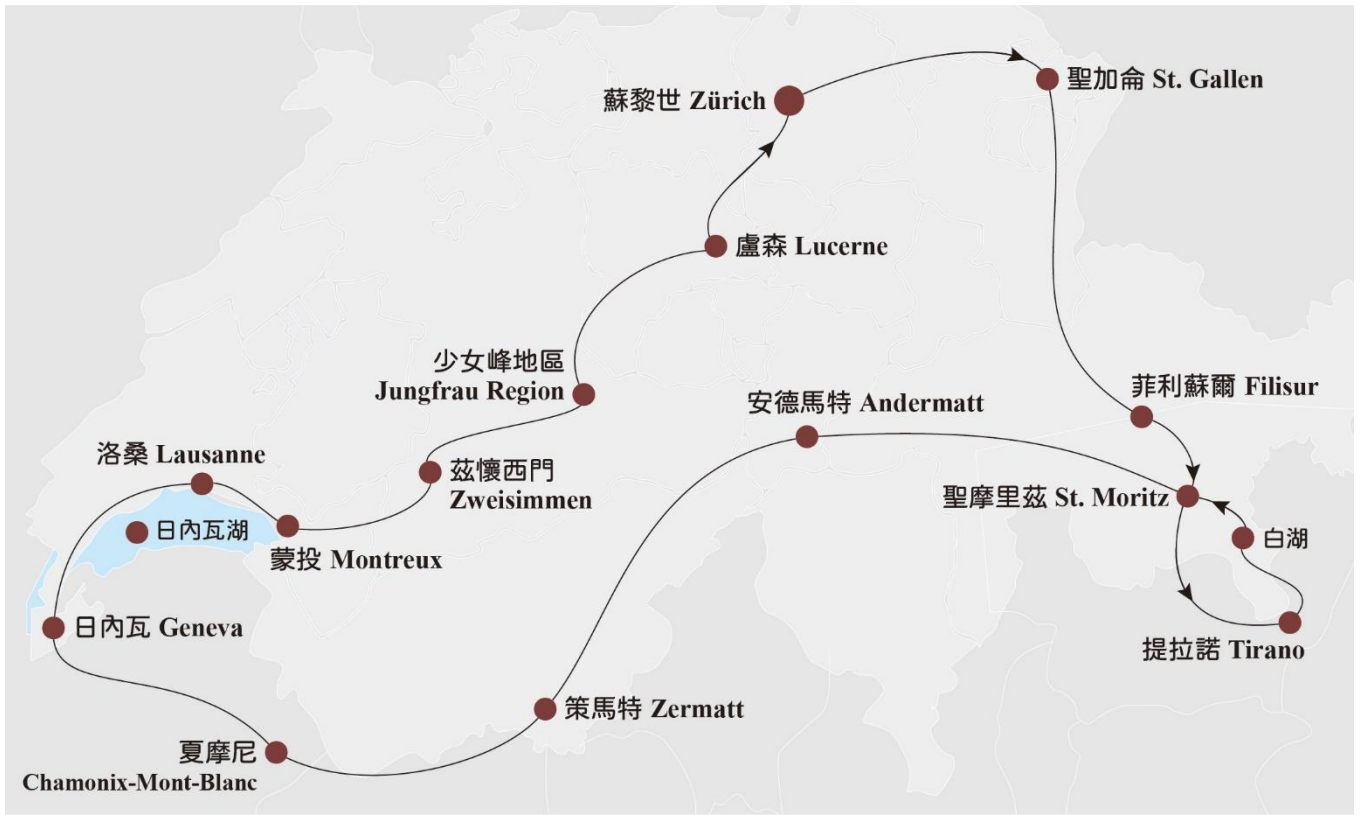 蘇黎世 Zürich
聖加侖 St. Gallen
盧森 Lucerne
少女峰地區
Jungfrau Region
菲利蘇爾 Filisur
安德馬特 Andermatt
洛桑 Lausanne
茲懷西門
Zweisimmen
聖摩里茲 St. Moritz
日內瓦湖
白湖
蒙投 Montreux
日內瓦 Geneva
提拉諾 Tirano
策馬特 Zermatt
夏摩尼
Chamonix-Mont-Blanc